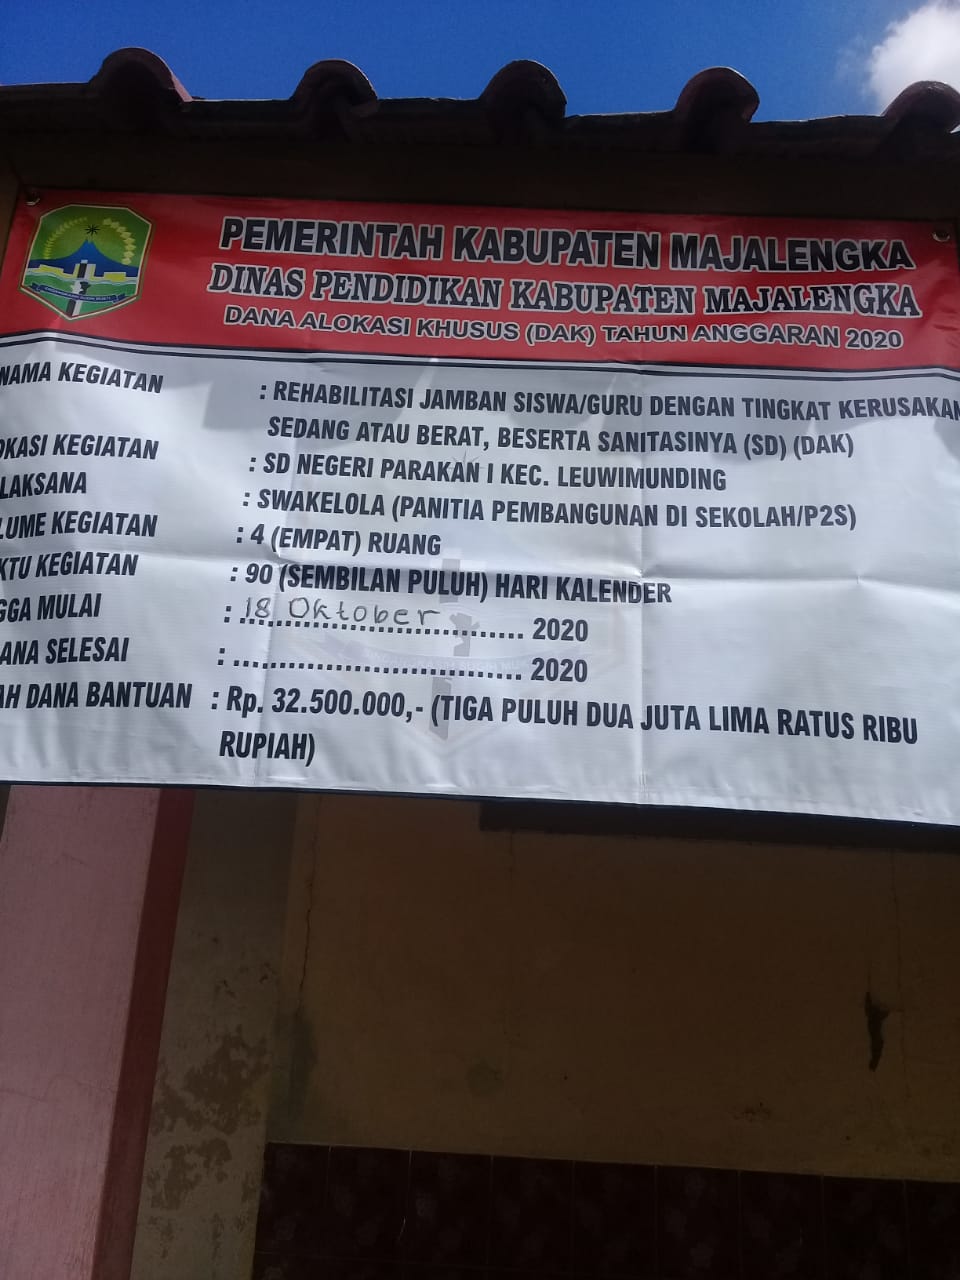 PEMERINTAH KABUPATEN MAJALENGKA
DINAS PENDIDIKAN KABUPATEN MAJALENGKA
DANA ALOKASI KHUSUS (DAK) TAHUN ANGGARAN 2020
NAMA KEGIATAN : REHABILITASI JAMBAN SISWA/GURU DENGAN TINGKAT KERUSAKAN
SEDANG ATAU BERAT, BESERTA SANITASINYA (SD) (DAK)
OKASI KEGIATAN : SD NEGERI PARAKAN I KEC. LEUWIMUNDING
LAKSANA : SWAKELOLA (PANITIA PEMBANGUNAN DI SEKOLAH/P2S)
LUME KEGIATAN : 4 (EMPAT) RUANG
KTU KEGIATAN : 90 (SEMBILAN PULUH) HARI KALENDER
GGA MULAI : 18 Oktober 2020
ANA SELESAI : .................................. 2020
AH DANA BANTUAN : Rp. 32.500.000,- (TIGA PULUH DUA JUTA LIMA RATUS RIBU
RUPIAH)